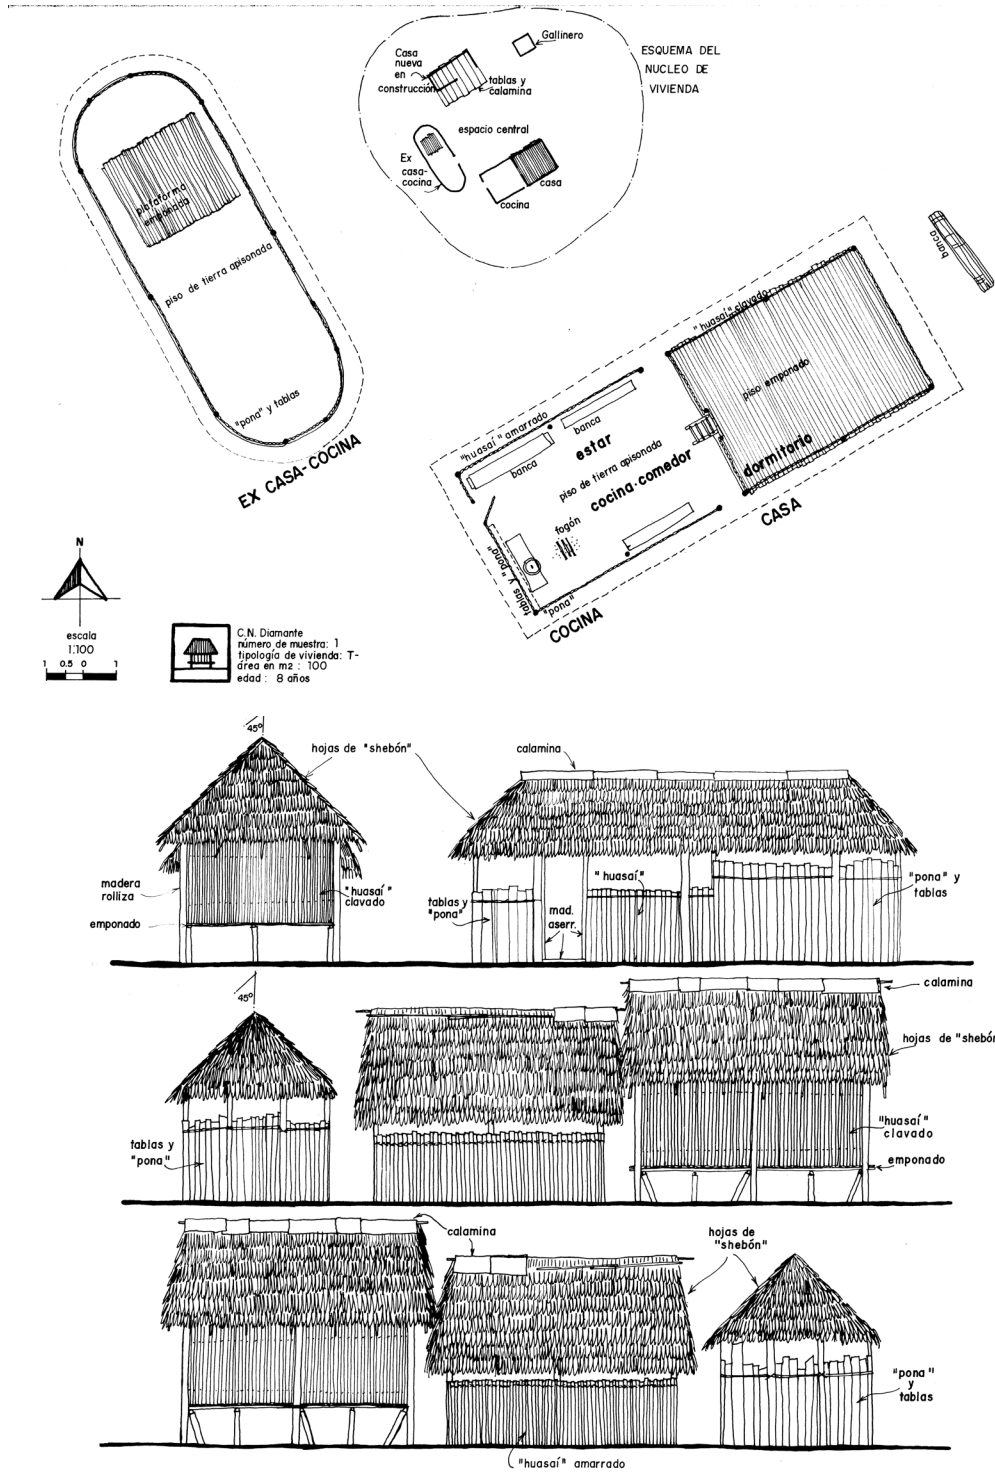 Gallinero
Casa
nueva
en
construcción
tablas y
calamina
ESQUEMA DEL
NUCLEO DE
VIVIENDA
espacio central
Ex
casa-
cocina
casa
cocina
plataforma
emponada
piso de tierra apisonada
"pona" y tablas
EX CASA-COCINA
banca
"huasaí" clavado
piso emponado
"huasaí" amarrado
banca
banca
estar
piso de tierra apisonada
cocina-comedor
dormitorio
fogón
tablas y "pona"
"pona"
CASA
COCINA
N
escala
1:100
1 0.5 0 1
C.N. Diamante
número de muestra: 1
tipología de vivienda: T-
área en m2 : 100
edad : 8 años
45º
hojas de "shebón"
calamina
madera
rolliza
"huasaí"
clavado
emponado
tablas y
"pona"
mad.
aserr.
"huasaí"
"pona" y
tablas
45º
calamina
hojas de "shebón
tablas y
"pona"
"huasaí"
clavado
emponado
calamina
hojas de
"shebón"
"pona"
y
tablas
"huasaí" amarrado